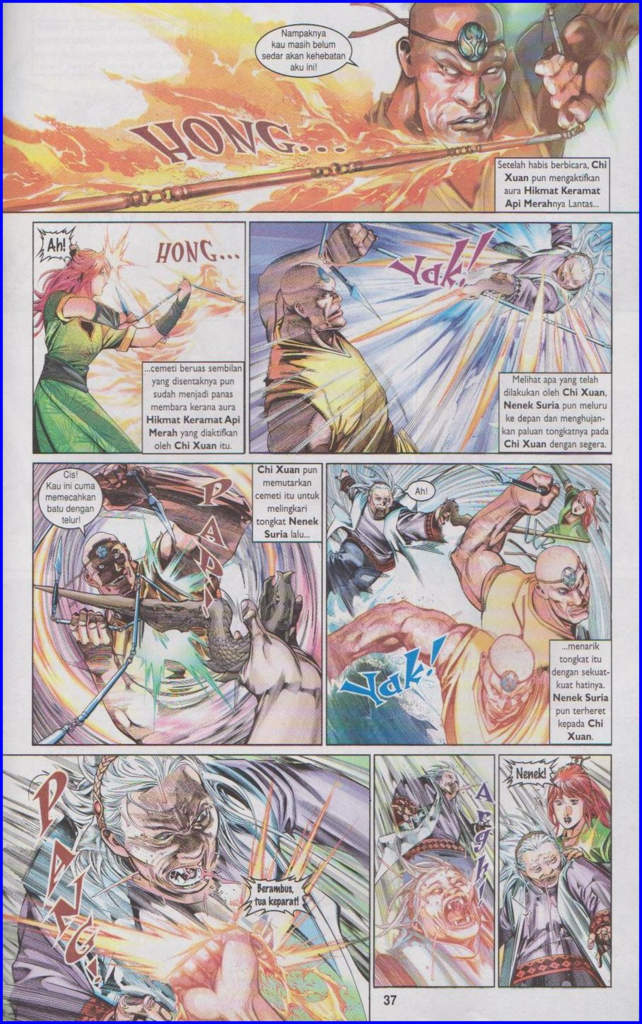 Nampaknya
kau masih belum
sedar akan kehebatan
aku ini!
HONG...
Setelah habis berbicara, Chi
Xuan pun mengaktifkan
aura Hikmat Keramat
Api Merahnya Lantas...
Ah!
HONG...
...cemeti beruas sembilan
yang disentaknya pun
sudah menjadi panas
membara kerana aura
Hikmat Keramat Api
Merah yang diaktifkan
oleh Chi Xuan itu.
Yak!
Melihat apa yang telah
dilakukan oleh Chi Xuan,
Nenek Suria pun meluru
ke depan dan menghujan-
kan paluan tongkatnya pada
Chi Xuan dengan segera.
Cis!
Kau ini cuma
memecahkan
batu dengan
telur!
Chi Xuan pun
memutarkan
cemeti itu untuk
melingkari
tongkat Nenek
Suria lalu...
PAP!
Ah!
Yak!
...menarik
tongkat itu
dengan sekuat-
kuat hatinya.
Nenek Suria
pun terheret
kepada Chi
Xuan.
PANG!
Berambus,
tua keparat!
Argh!
Nenek!
37